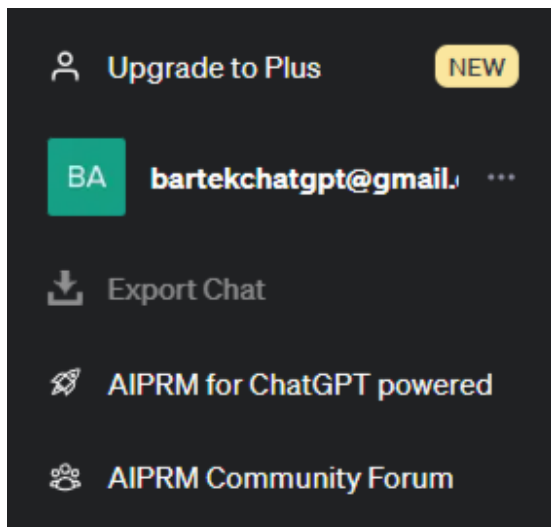 Upgrade to Plus NEW
BA bartekchatgpt@gmail. ...
Export Chat
AIPRM for ChatGPT powered
AIPRM Community Forum